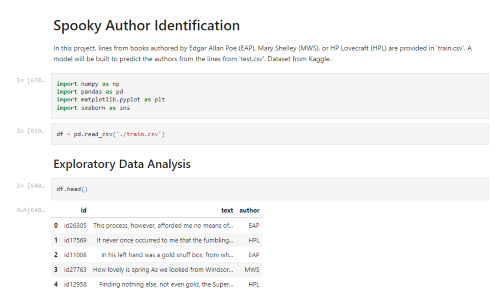 Spooky Author Identification
In this project, lines from books authored by Edgar Allan Poe (EAP), Mary Shelley (MWS), or HP Lovecraft (HPL) are provided in 'train.csv'. A
model will be built to predict the authors from the lines from 'test.csv'. Dataset from Kaggle.
In [638…
import numpy as np
import pandas as pd
import matplotlib.pyplot as plt
import seaborn as sns
In [639…
df = pd.read_csv('./train.csv')
Exploratory Data Analysis
In [640…
df.head()
Out[640…
id text author
0 id26305 This process, however, afforded me no means of... EAP
1 id17569 It never once occurred to me that the fumbling... HPL
2 id11008 In his left hand was a gold snuff box, from wh... EAP
3 id27763 How lovely is spring As we looked from Windsor... MWS
4 id12958 Finding nothing else, not even gold, the Super... HPL